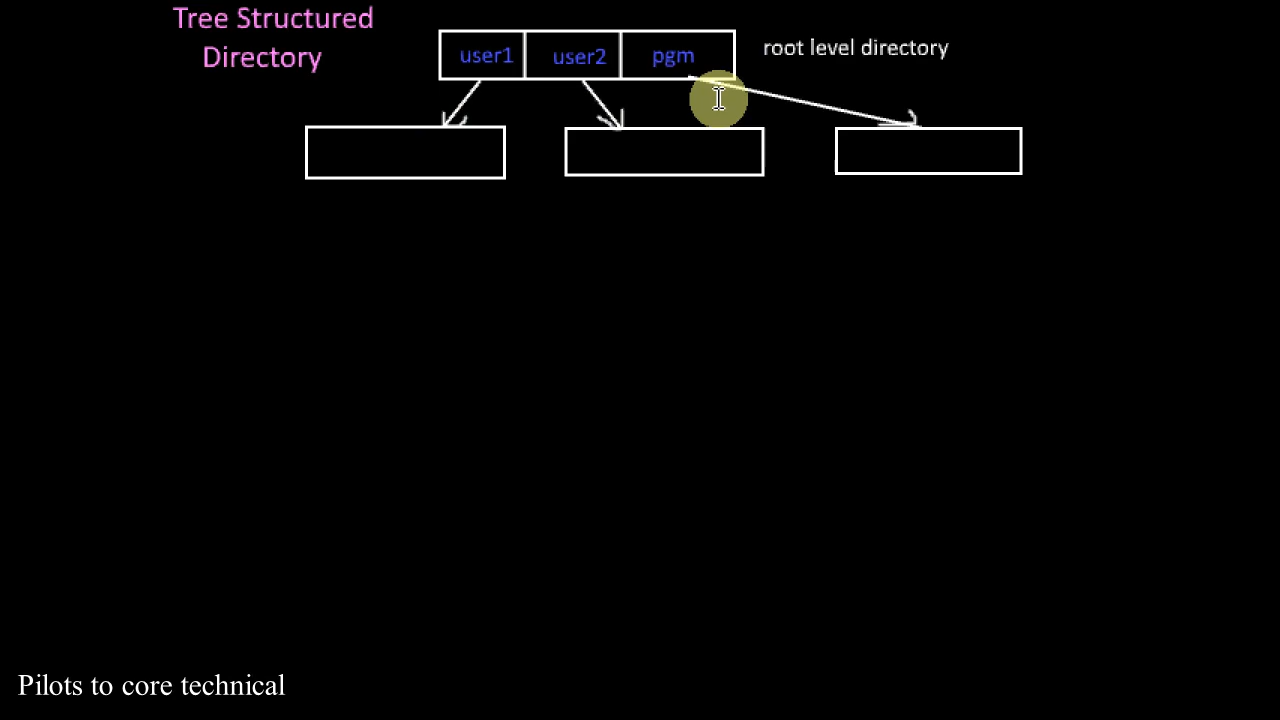 Tree Structured
Directory
user1 user2 pgm
root level directory
Pilots to core technical